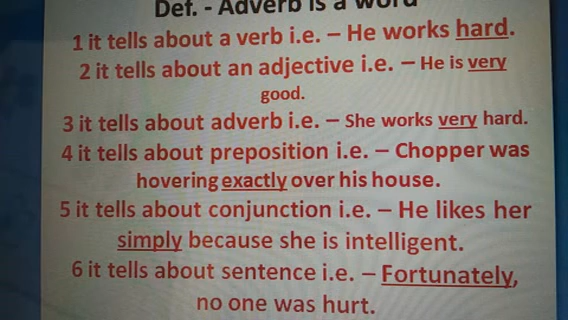 Def. - Adverb is a word
1 it tells about a verb i.e. – He works hard.
2 it tells about an adjective i.e. – He is very
good.
3 it tells about adverb i.e. – She works very hard.
4 it tells about preposition i.e. – Chopper was
hovering exactly over his house.
5 it tells about conjunction i.e. – He likes her
simply because she is intelligent.
6 it tells about sentence i.e. – Fortunately,
no one was hurt.